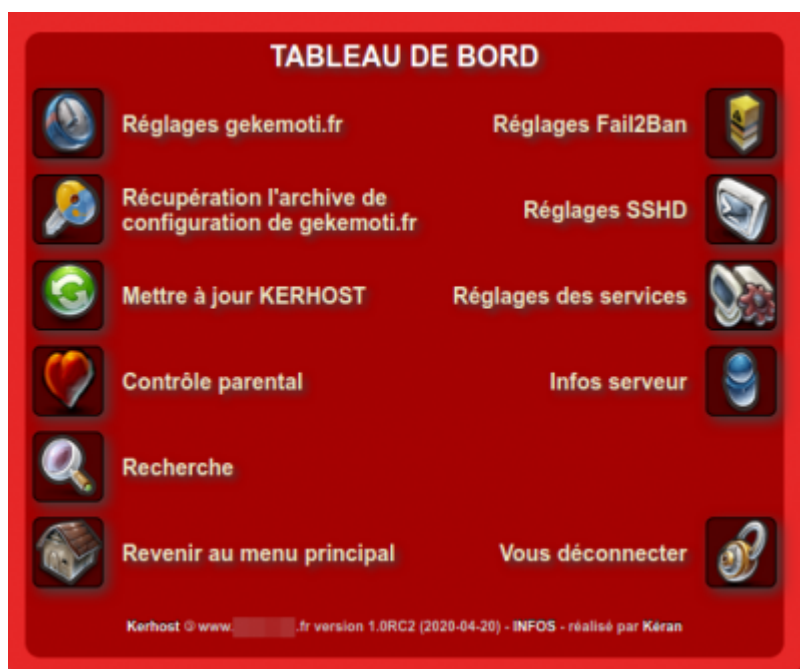 TABLEAU DE BORD
Réglages gekemoti.fr
Réglages Fail2Ban
Récupération l'archive de
configuration de gekemoti.fr
Réglages SSHD
Mettre à jour KERHOST
Réglages des services
Contrôle parental
Infos serveur
Recherche
Revenir au menu principal
Vous déconnecter
Kerhost @ www. .fr version 1.0RC2 (2020-04-20) - INFOS - réalisé par Kéran